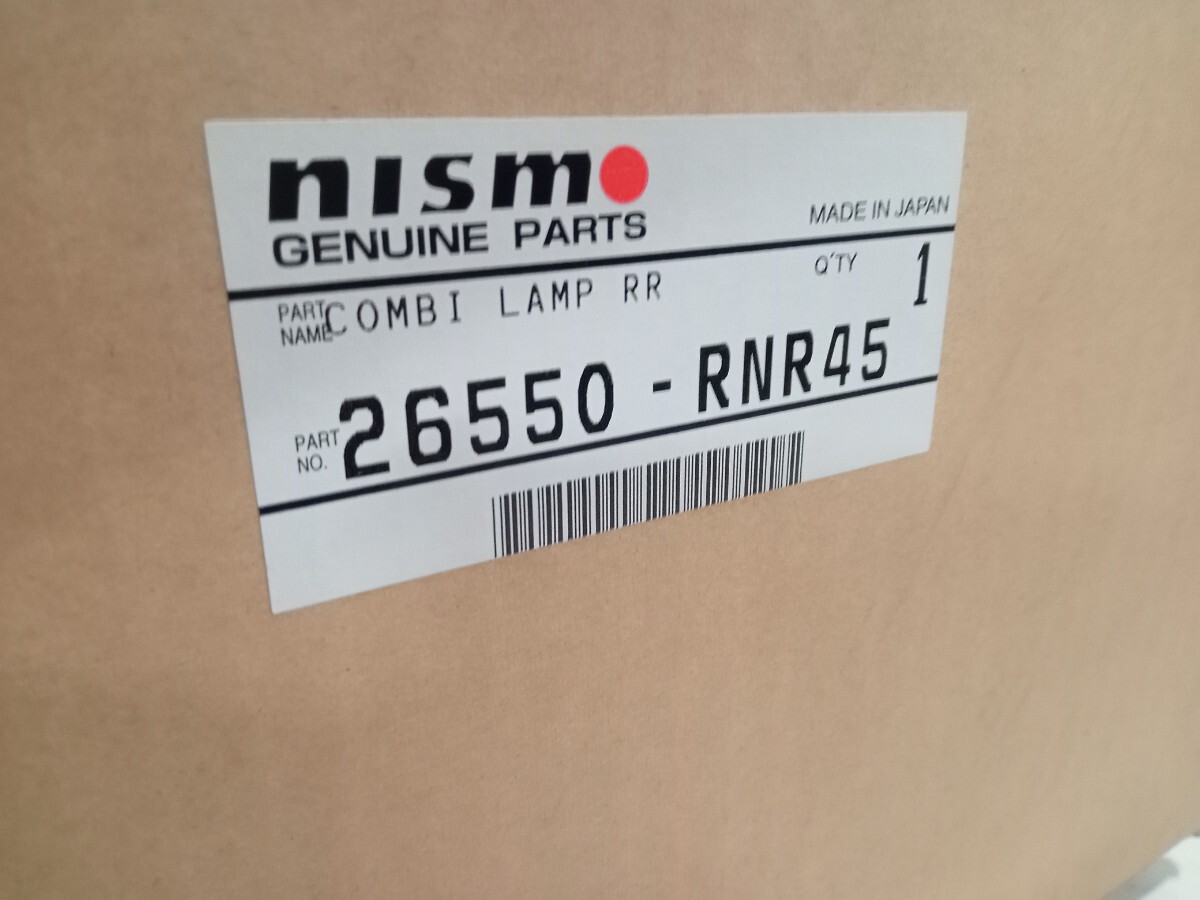 nismo
GENUINE PARTS
MADE IN JAPAN
PART NAME COMBI LAMP RR
Q'TY 1
PART NO. 26550-RNR45